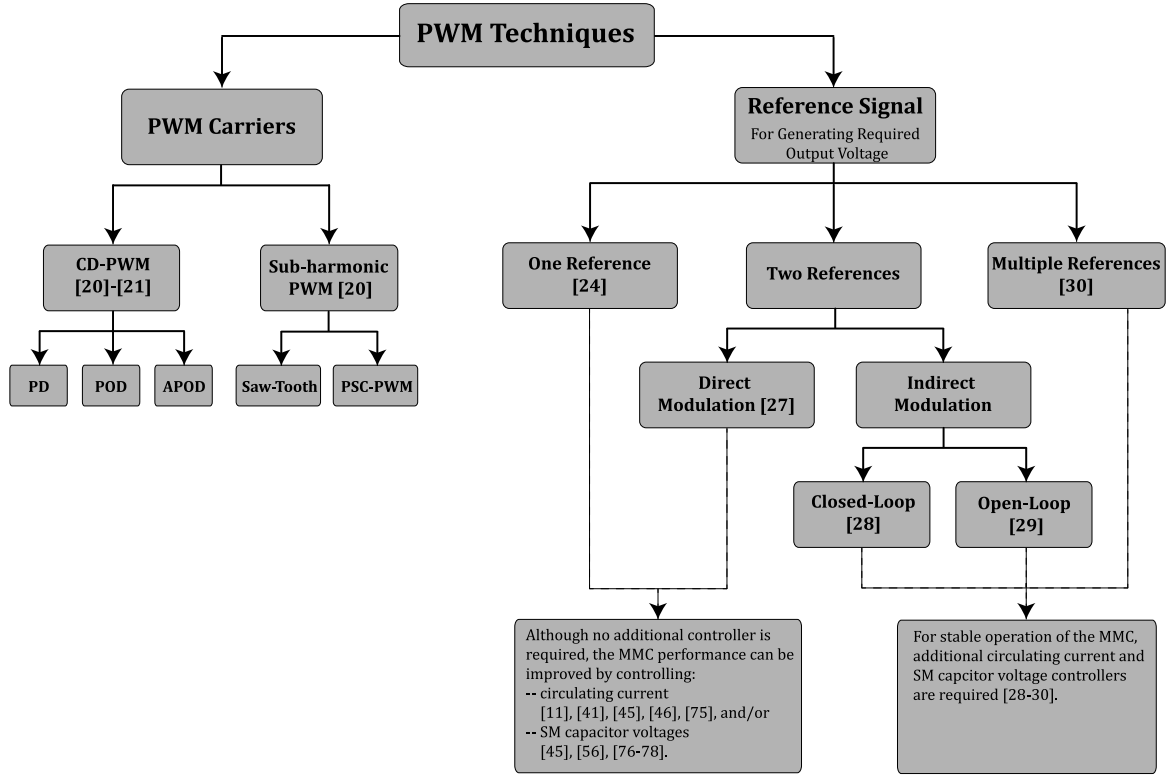 PWM Techniques
PWM Carriers
Reference Signal
For Generating Required
Output Voltage
CD-PWM
[20]-[21]
Sub-harmonic
PWM [20]
One Reference
[24]
Two References
Multiple References
[30]
PD
POD
APOD
Saw-Tooth
PSC-PWM
Direct
Modulation [27]
Indirect
Modulation
Closed-Loop
[28]
Open-Loop
[29]
Although no additional controller is
required, the MMC performance can be
improved by controlling:
-- circulating current
[11], [41], [45], [46], [75], and/or
-- SM capacitor voltages
[45], [56], [76-78].
For stable operation of the MMC,
additional circulating current and
SM capcitor voltage controllers
are required [28-30].